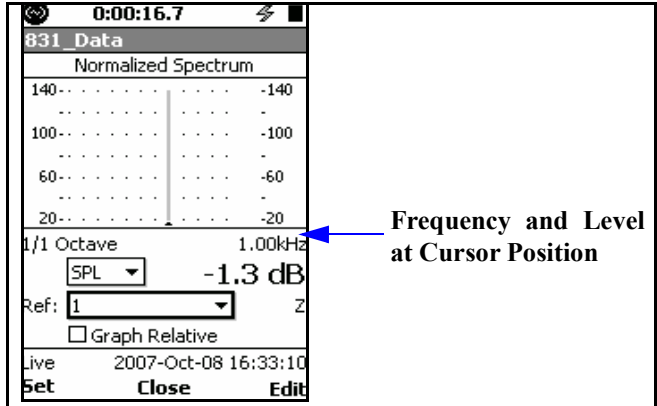 0:00:16.7
831_Data
Normalized Spectrum
140 -140
100 -100
60 -60
20 -20
1/1 Octave 1.00kHz
SPL -1.3 dB
Ref: 1 Z
Graph Relative
Live 2007-Oct-08 16:33:10
Set Close Edit
Frequency and Level
at Cursor Position